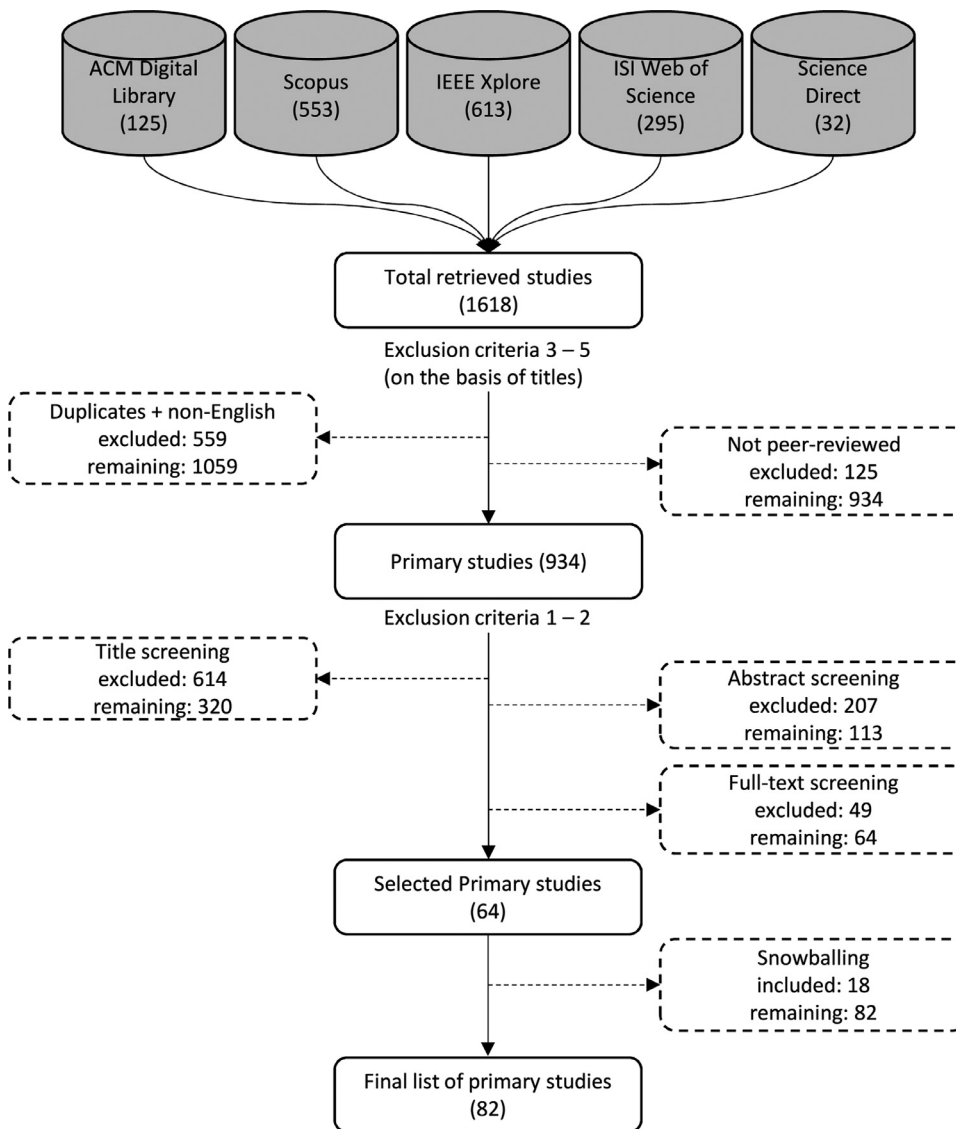 ACM Digital
Library
(125)
Scopus
(553)
IEEE Xplore
(613)
ISI Web of
Science
(295)
Science
Direct
(32)
Total retrieved studies
(1618)
Exclusion criteria 3 – 5
(on the basis of titles)
Duplicates + non-English
excluded: 559
remaining: 1059
Not peer-reviewed
excluded: 125
remaining: 934
Primary studies (934)
Exclusion criteria 1 – 2
Title screening
excluded: 614
remaining: 320
Abstract screening
excluded: 207
remaining: 113
Full-text screening
excluded: 49
remaining: 64
Selected Primary studies
(64)
Snowballing
included: 18
remaining: 82
Final list of primary studies
(82)